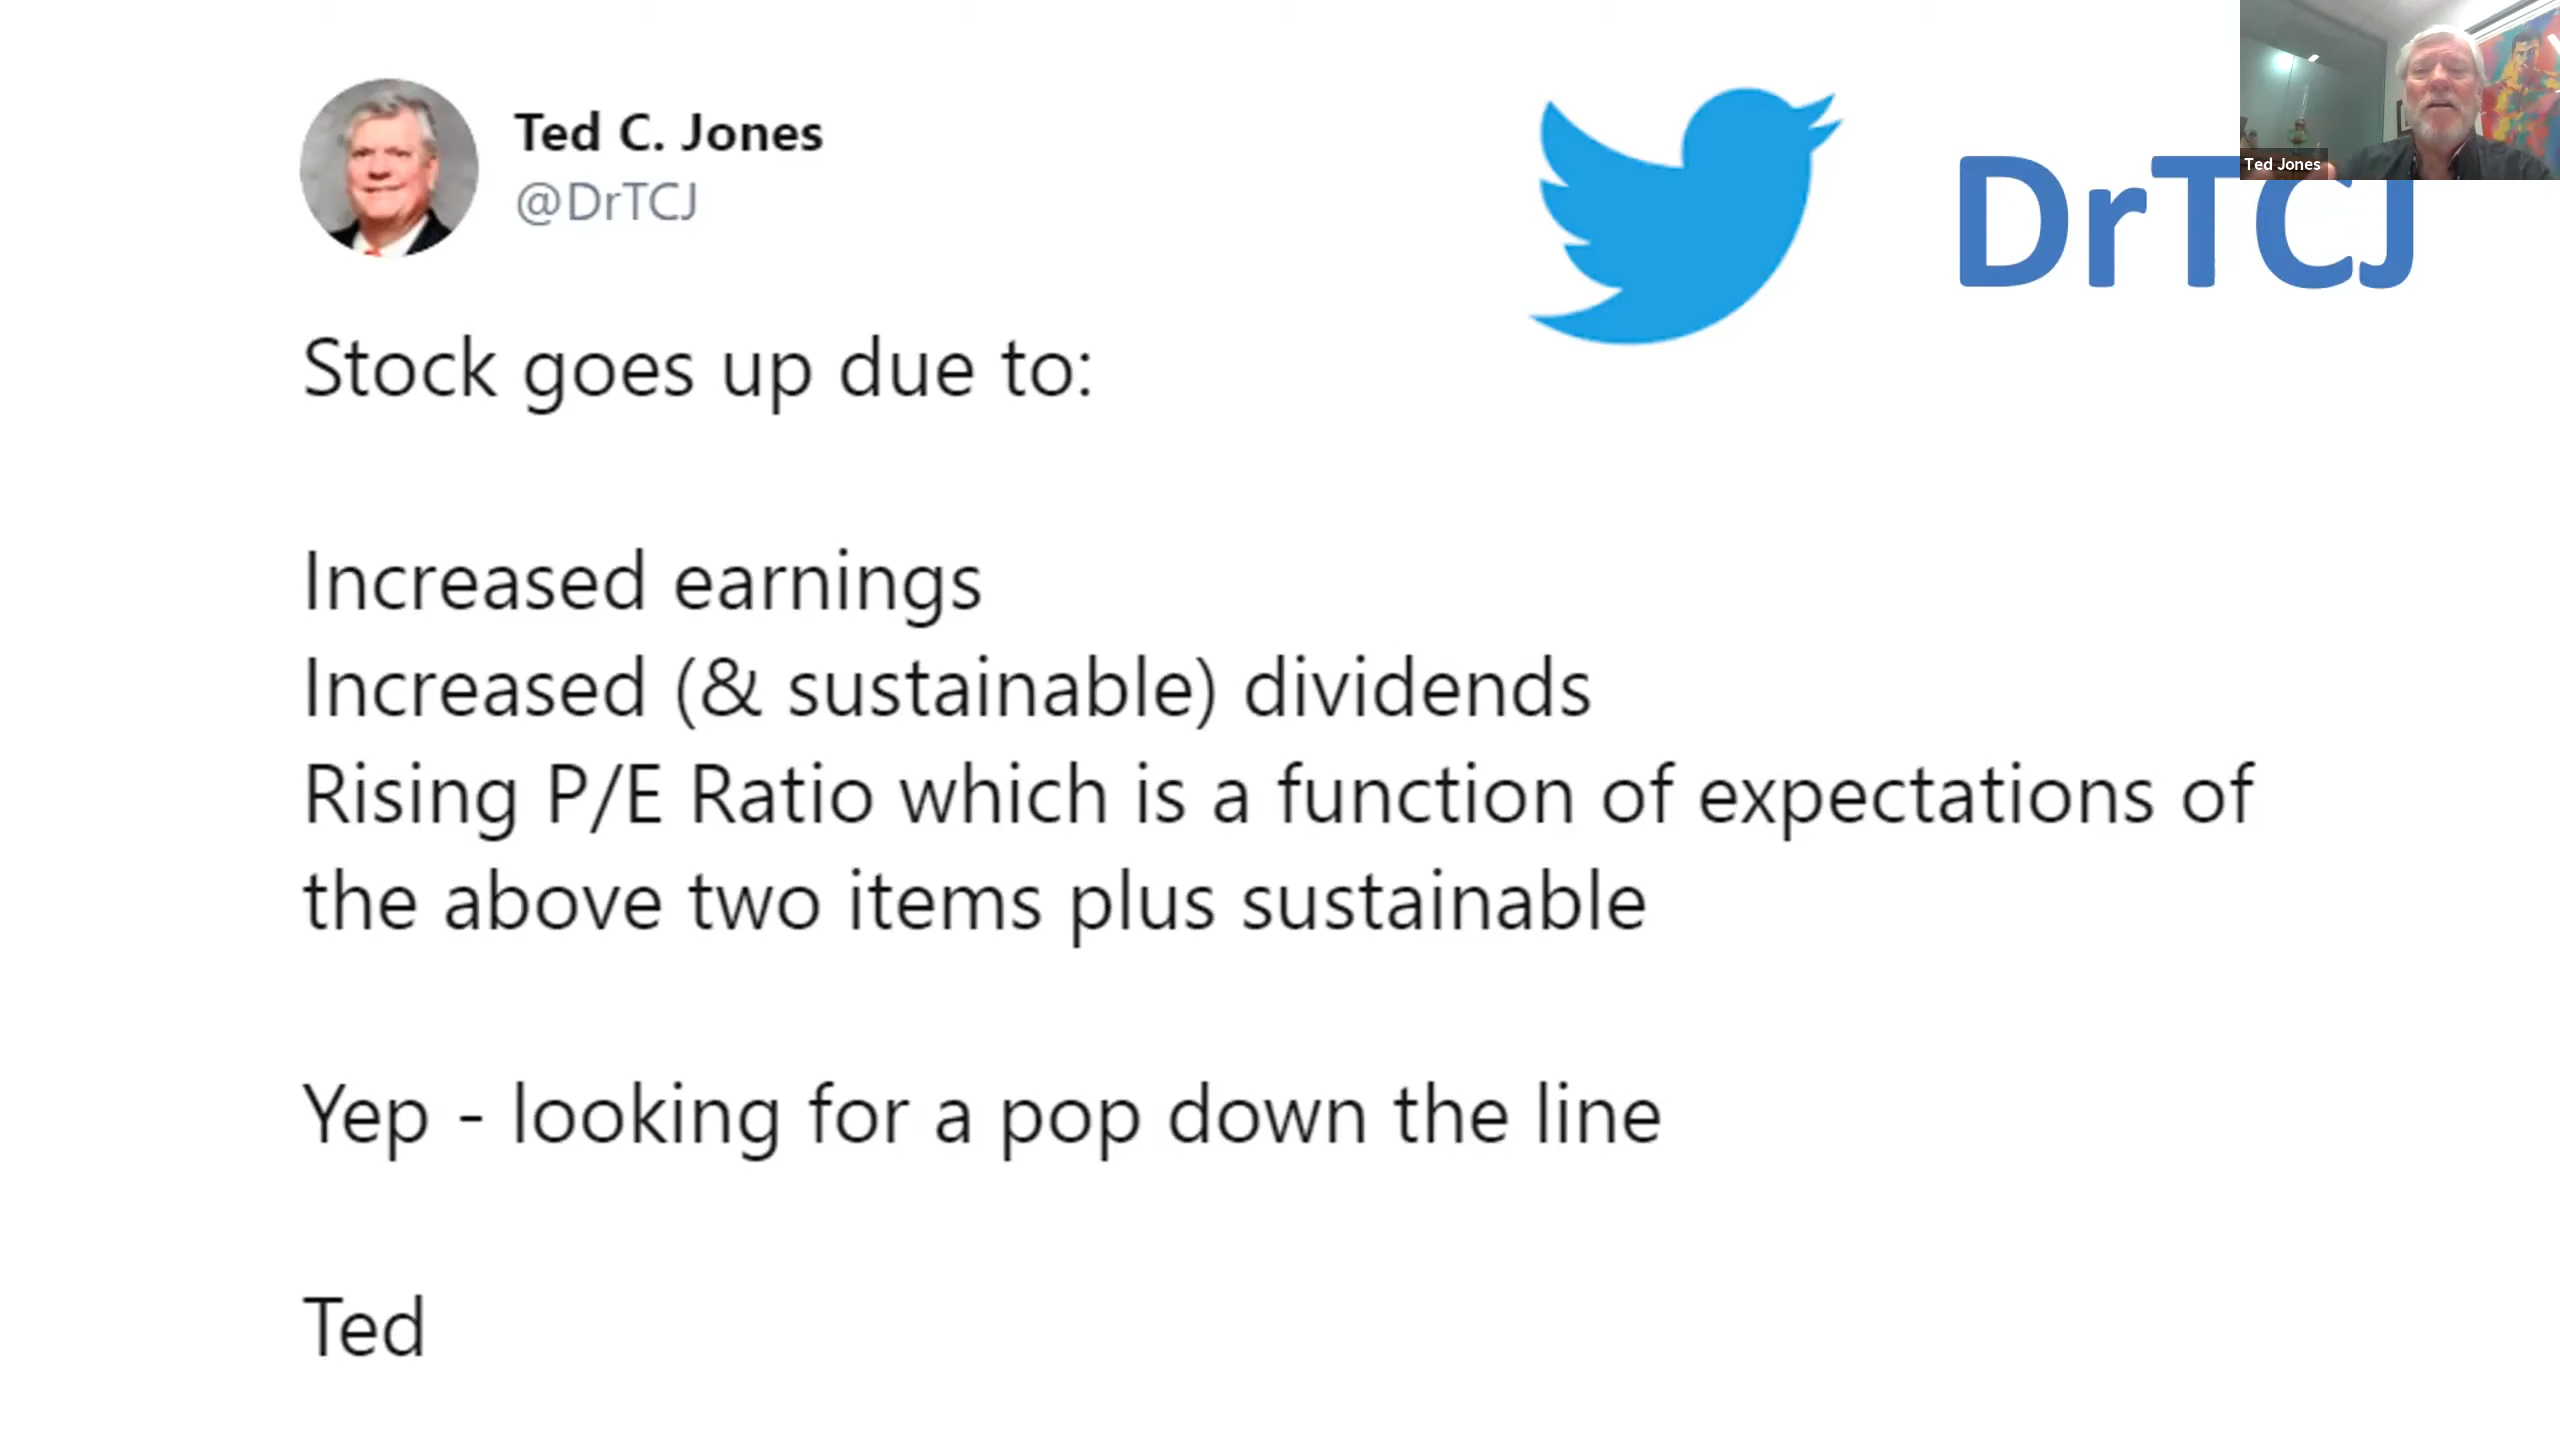 Ted C. Jones
@DrTCJ
DrTCJ
Ted Jones
Stock goes up due to:
Increased earnings
Increased (& sustainable) dividends
Rising P/E Ratio which is a function of expectations of
the above two items plus sustainable
Yep - looking for a pop down the line
Ted